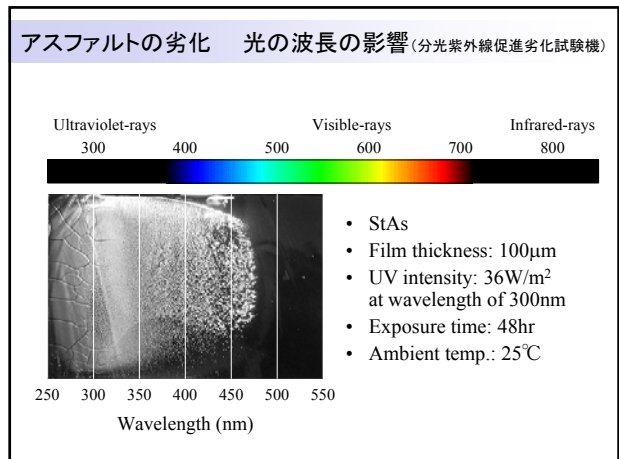 アスファルトの劣化　光の波長の影響(分光紫外線促進劣化試験機)
Ultraviolet-rays Visible-rays Infrared-rays
300 400 500 600 700 800
• StAs
• Film thickness: 100μm
• UV intensity: 36W/m²
at wavelength of 300nm
• Exposure time: 48hr
• Ambient temp.: 25℃
250 300 350 400 450 500 550
Wavelength (nm)